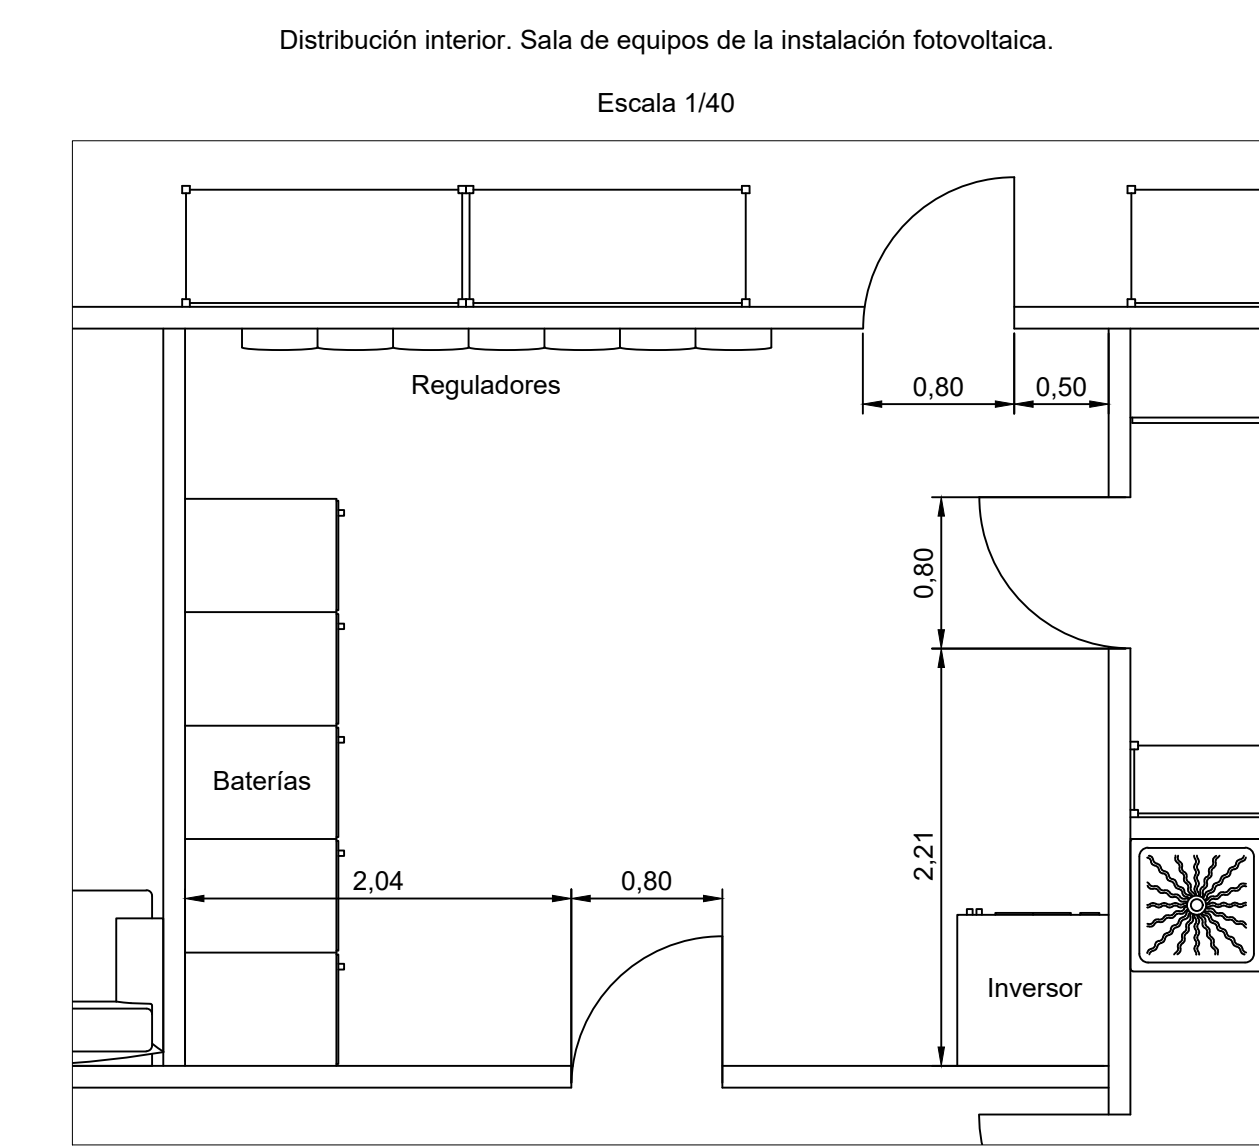 Distribución interior. Sala de equipos de la instalación fotovoltaica.
Escala 1/40
Reguladores
0,80
0,50
0,80
Baterías
2,21
2,04
0,80
Inversor